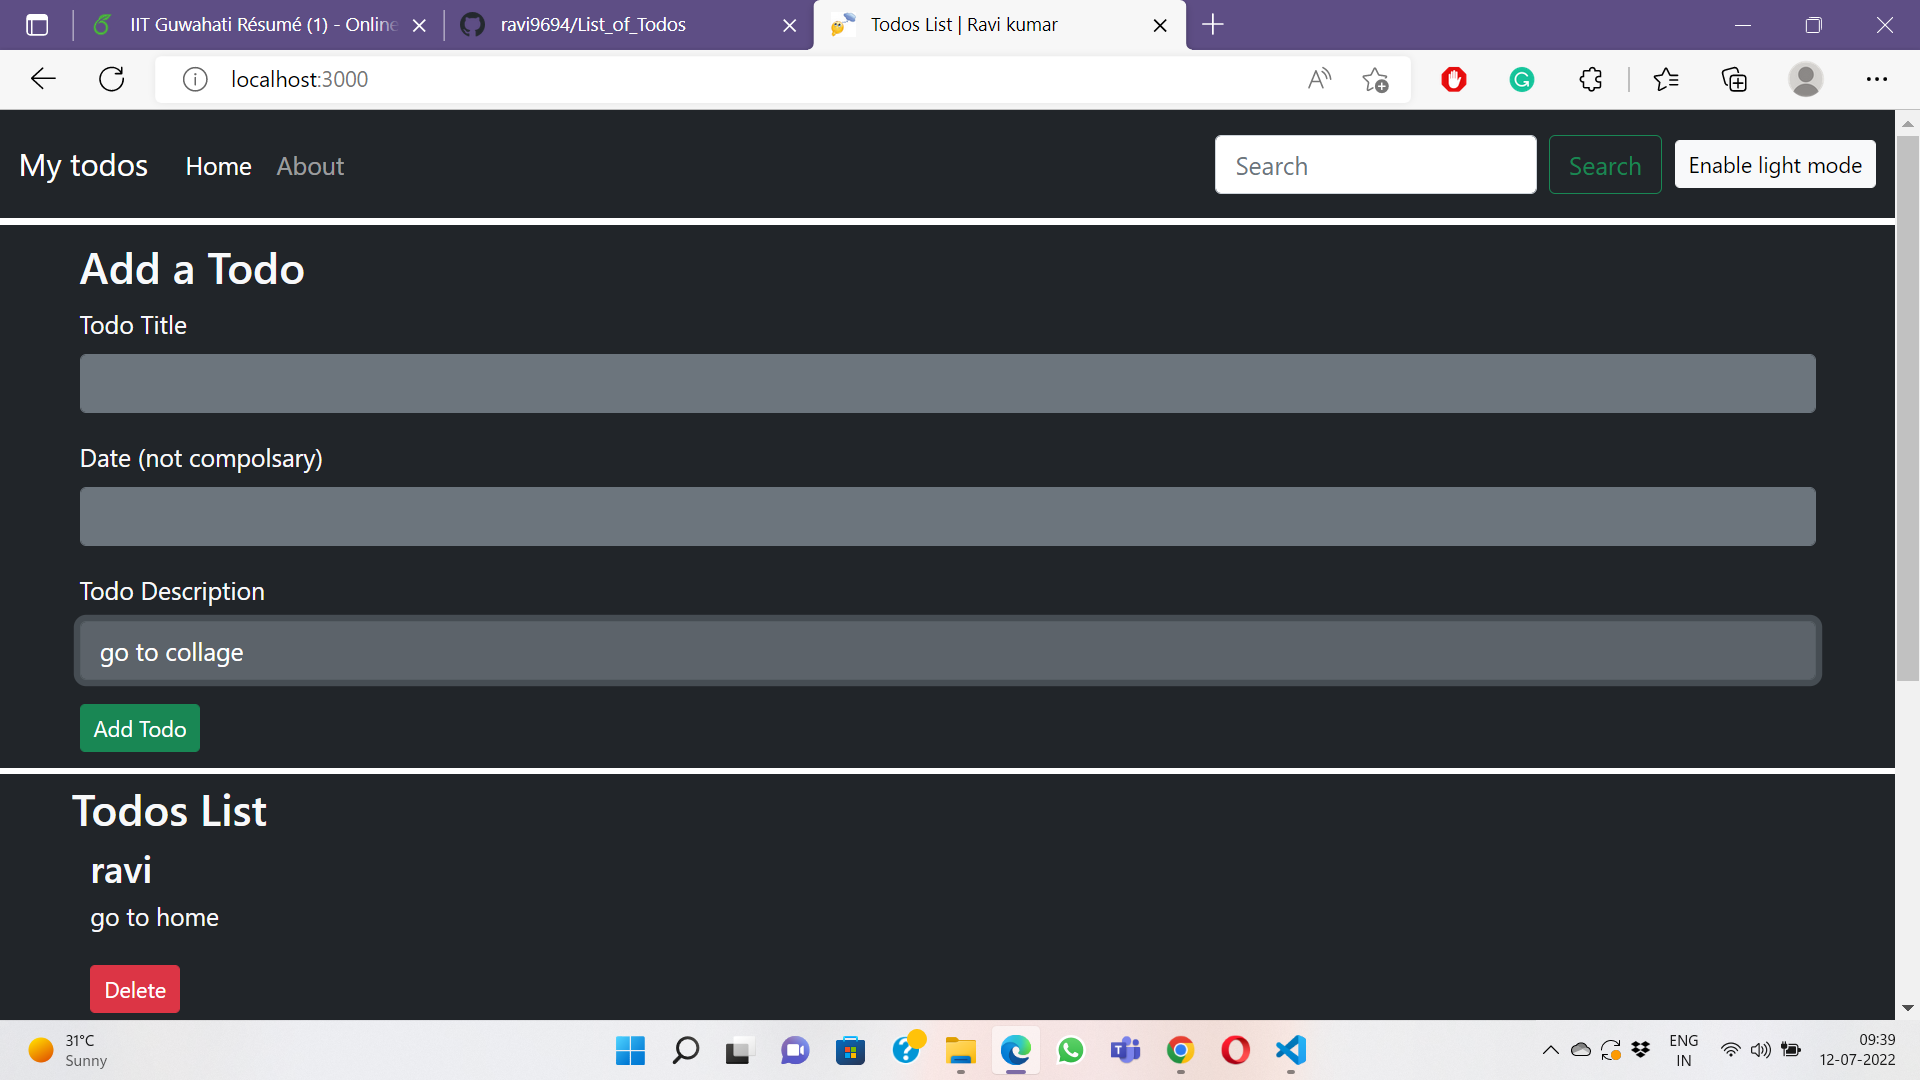 IIT Guwahati Résumé (1) - Online
ravi9694/List_of_Todos
Todos List | Ravi kumar
localhost:3000
My todos
Home
About
Search
Search
Enable light mode
Add a Todo
Todo Title
Date (not compolsary)
Todo Description
go to collage
Add Todo
Todos List
ravi
go to home
Delete
31°C
Sunny
ENG
IN
09:39
12-07-2022